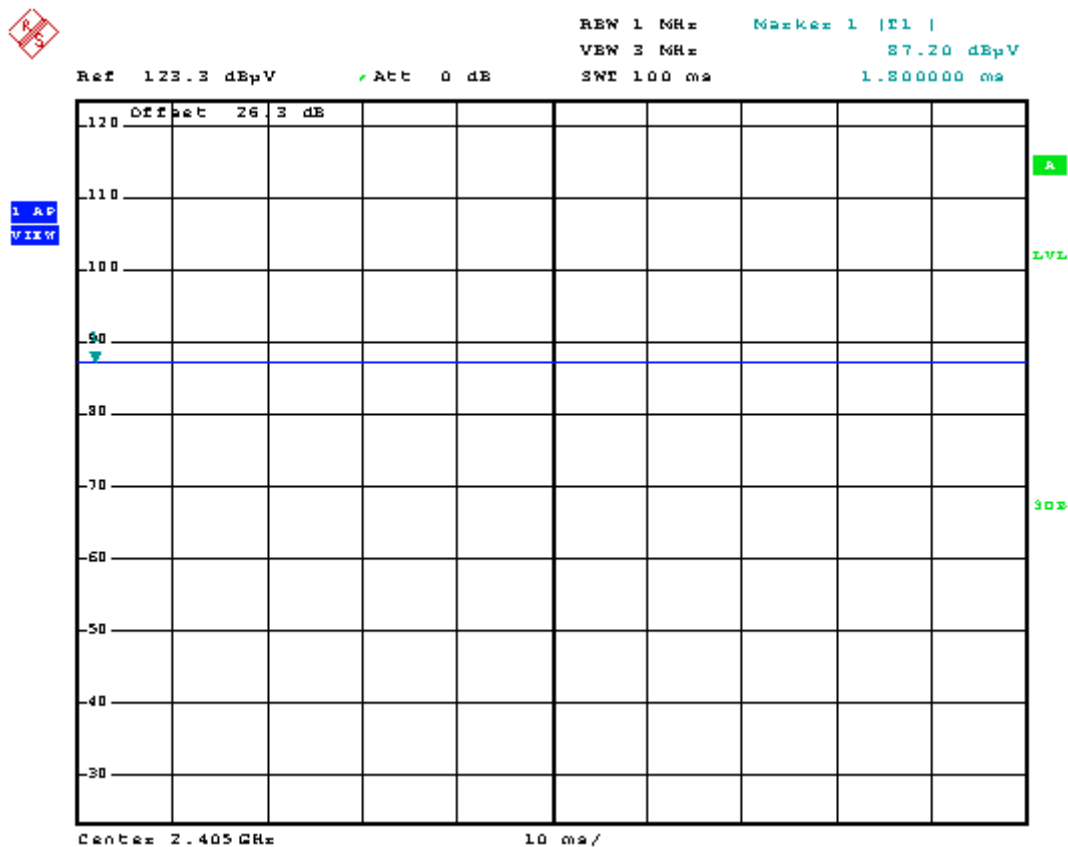 R S
RBW 1 MHz Marker 1 [T1 ]
VBW 3 MHz 87.20 dBµV
Ref 123.3 dBµV Att 0 dB SWT 100 ms 1.800000 ms
Offset 26.3 dB
120
A
110
1 AP
VIEW
100
LVL
1
90
80
70
SGL
60
50
40
30
Center 2.405 GHz 10 ms/